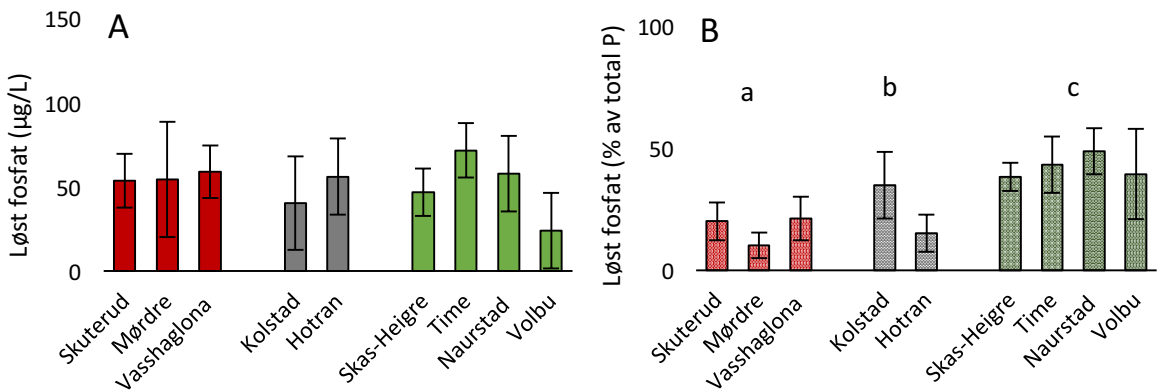 A
Løst fosfat (µg/L)
150
100
50
0
Skuterud
Mørdre
Vasshaglona
Kolstad
Hotran
Skas-Heigre
Time
Naurstad
Volbu
B
Løst fosfat (% av total P)
100
50
0
a
b
c
Skuterud
Mørdre
Vasshaglona
Kolstad
Hotran
Skas-Heigre
Time
Naurstad
Volbu